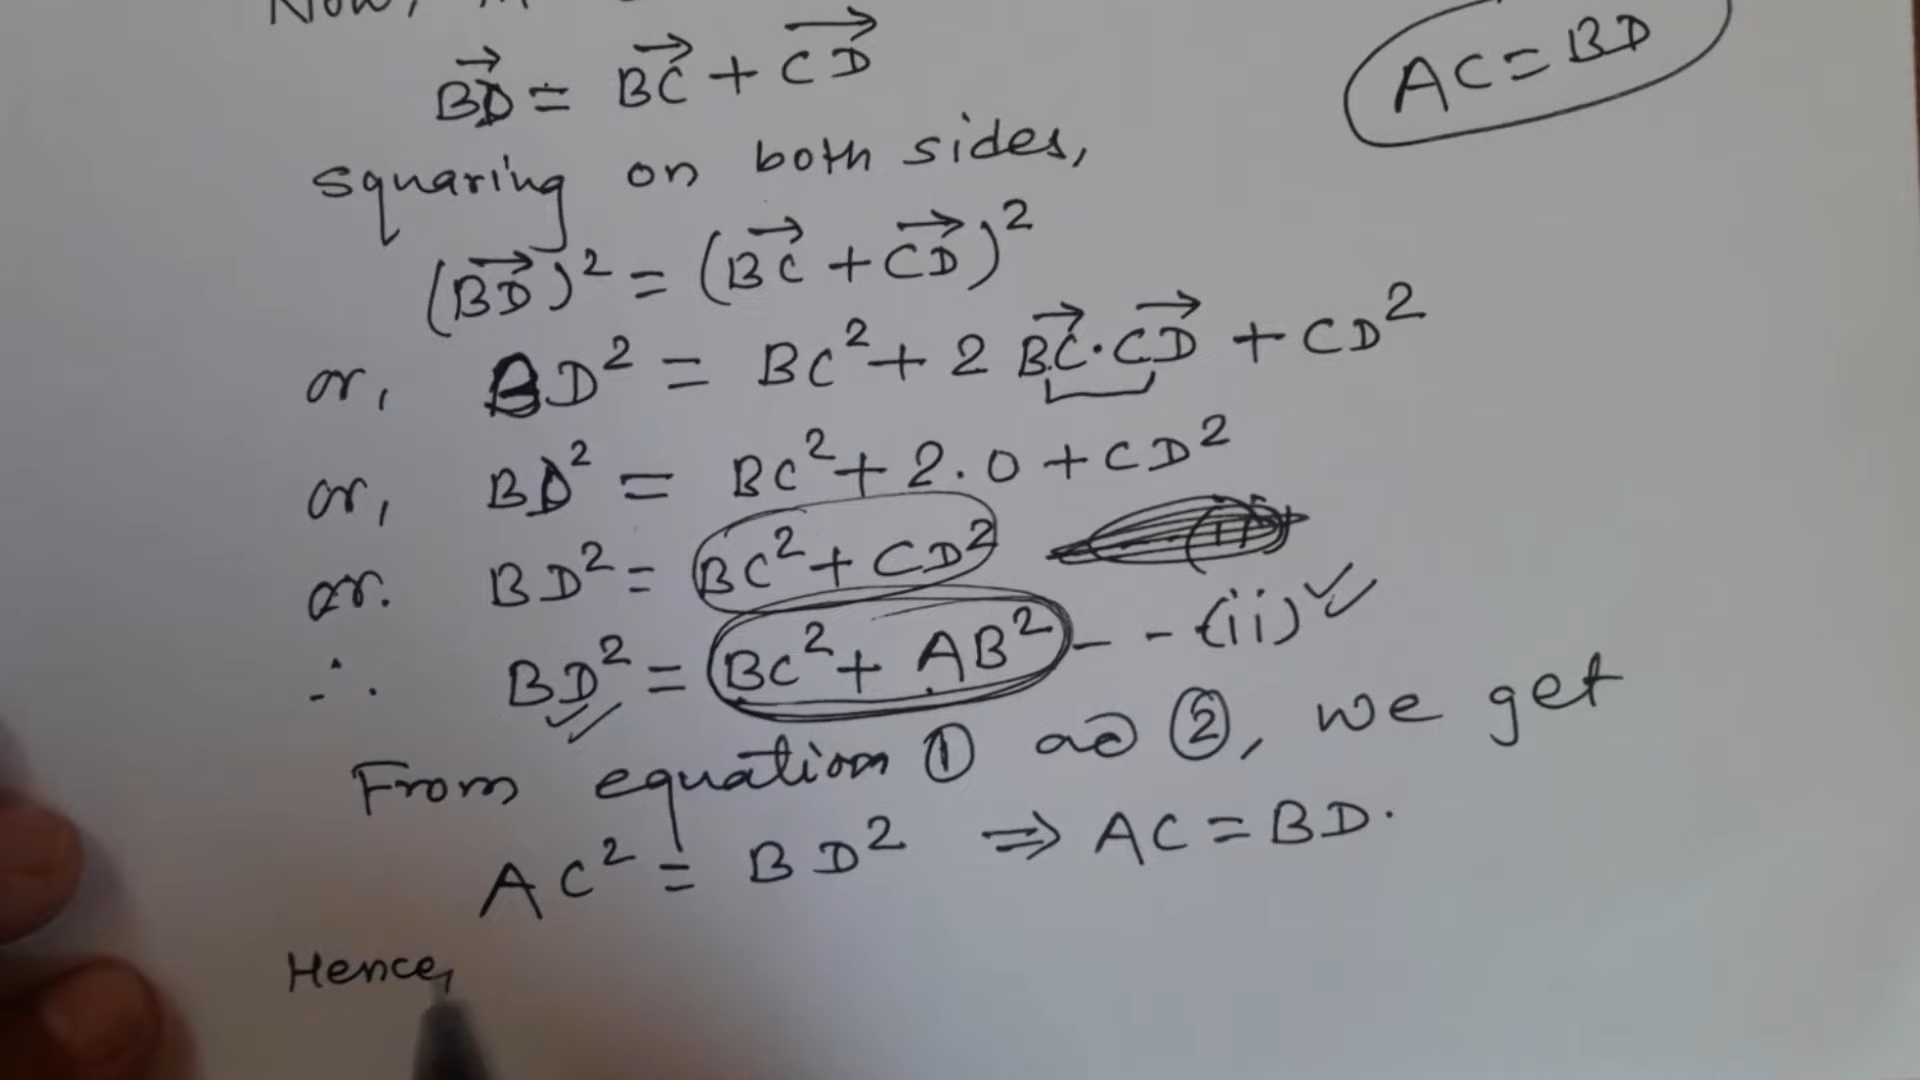 Now,
BD⃗ = BC⃗ + CD⃗
AC = BD
squaring on both sides,
(BD⃗)² = (BC⃗ + CD⃗)²
or, BD² = BC² + 2 BC⃗·CD⃗ + CD²
or, BD² = BC² + 2.0 + CD²
or. BD² = BC² + CD²
∴ BD² = BC² + AB² - - (ii)
From equation ① and ②, we get
AC² = BD² ⇒ AC = BD.
Hence,